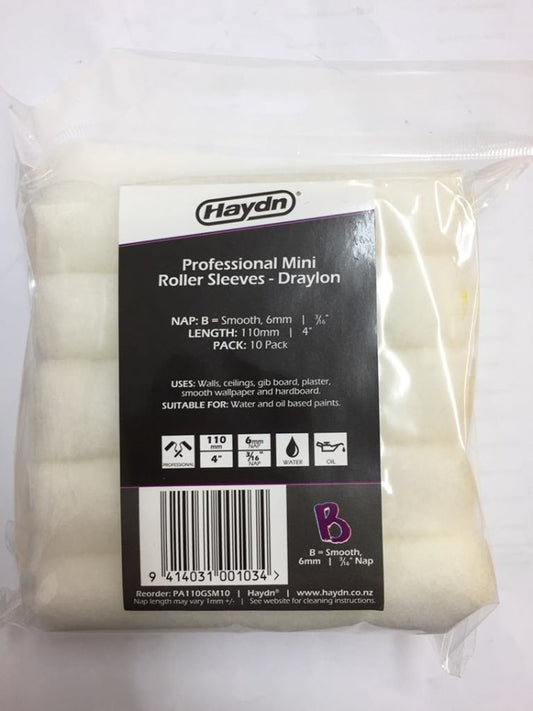 Haydn®
Professional Mini
Roller Sleeves - Draylon
NAP: B = Smooth, 6mm | 3/16"
LENGTH: 110mm | 4"
PACK: 10 Pack
USES: Walls, ceilings, gib board, plaster,
smooth wallpaper and hardboard.
SUITABLE FOR: Water and oil based paints.
PROFESSIONAL
110
mm
4"
6mm
NAP
3/16"
NAP
WATER
OIL
B
B = Smooth,
6mm | 3/16" Nap
9 414031 001034 >
Reorder: PA110GSM10 | Haydn® | www.haydn.co.nz
Nap length may vary 1mm +/- | See website for cleaning instructions.